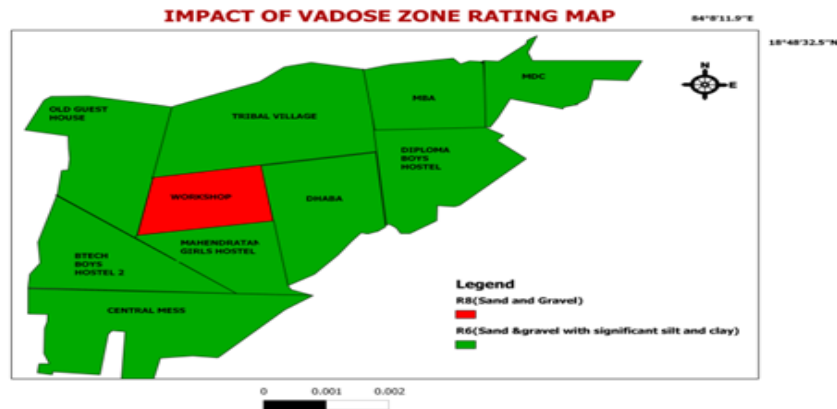 IMPACT OF VADOSE ZONE RATING MAP
84°8'11.9"E
18°48'32.5"N
N
E
MDC
MBA
OLD GUEST
HOUSE
TRIBAL VILLAGE
DIPLOMA
BOYS
HOSTEL
WORKSHOP
DHABA
MAHENDRATAN
GIRLS HOSTEL
BTECH
BOYS
HOSTEL 2
CENTRAL MESS
Legend
R8(Sand and Gravel)
R6(Sand &gravel with significant silt and clay)
0 0.001 0.002